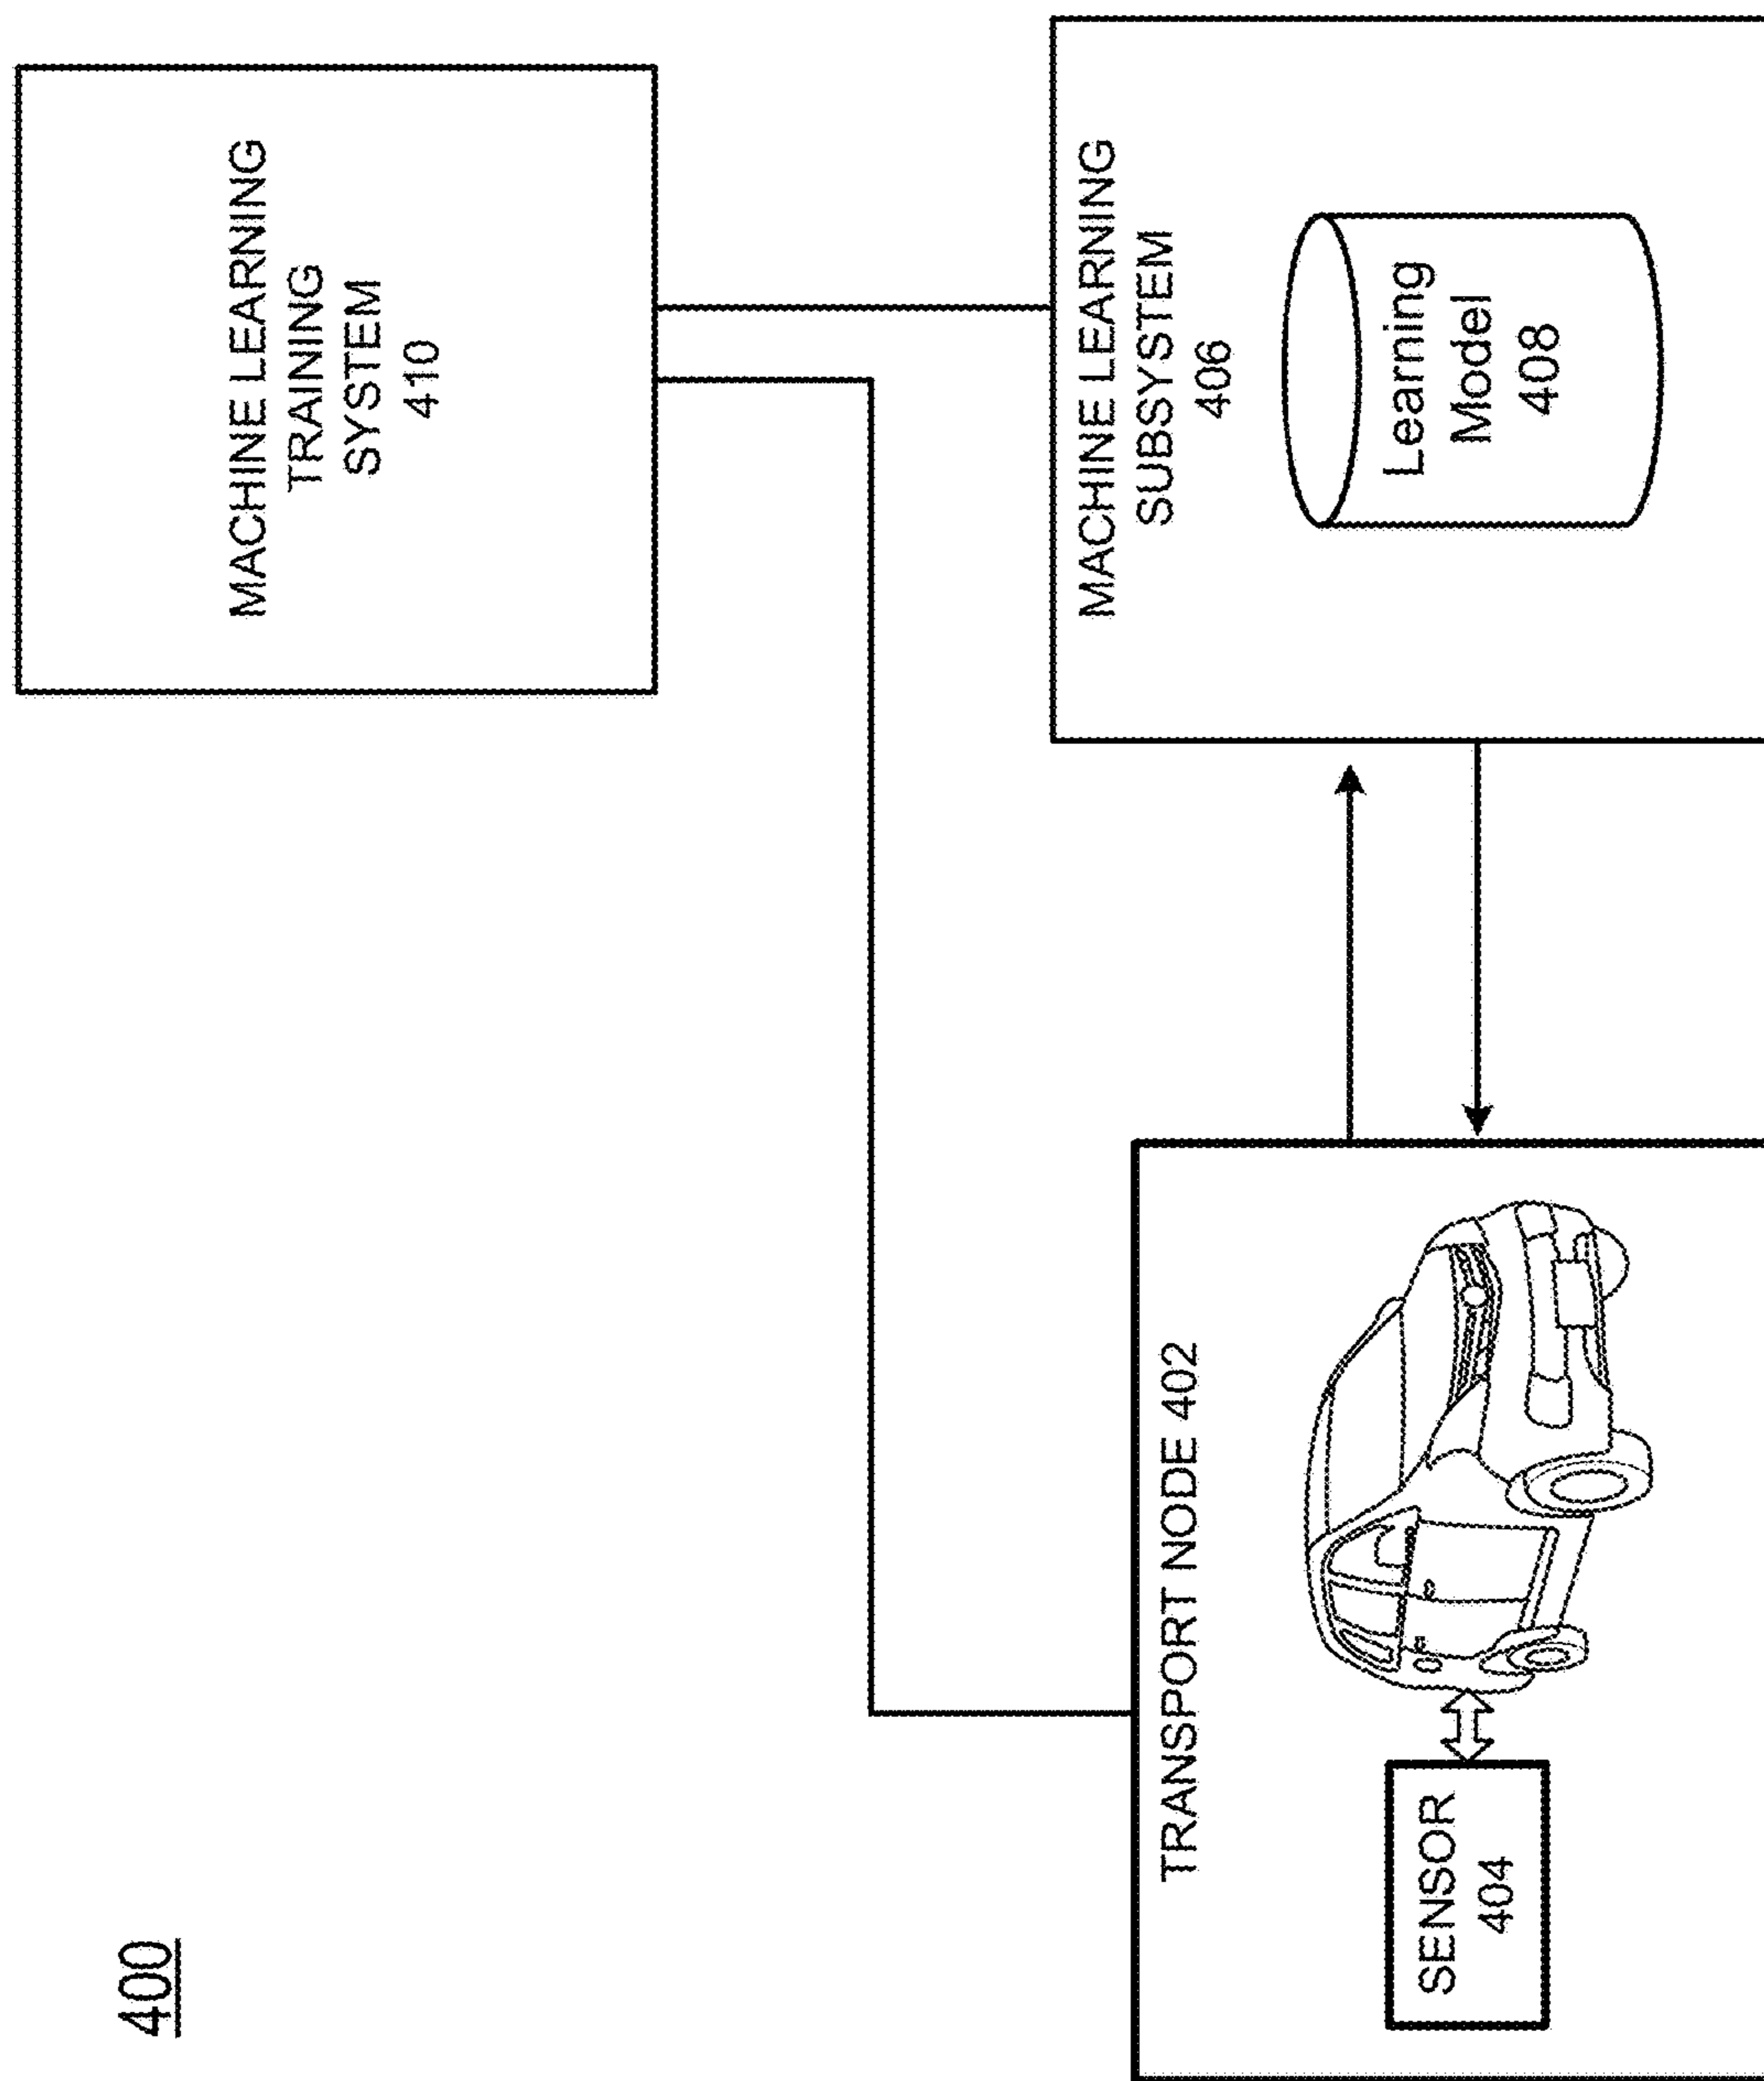 400
MACHINE LEARNING
TRAINING
SYSTEM
410
TRANSPORT NODE 402
SENSOR
404
MACHINE LEARNING
SUBSYSTEM
406
Learning
Model
408